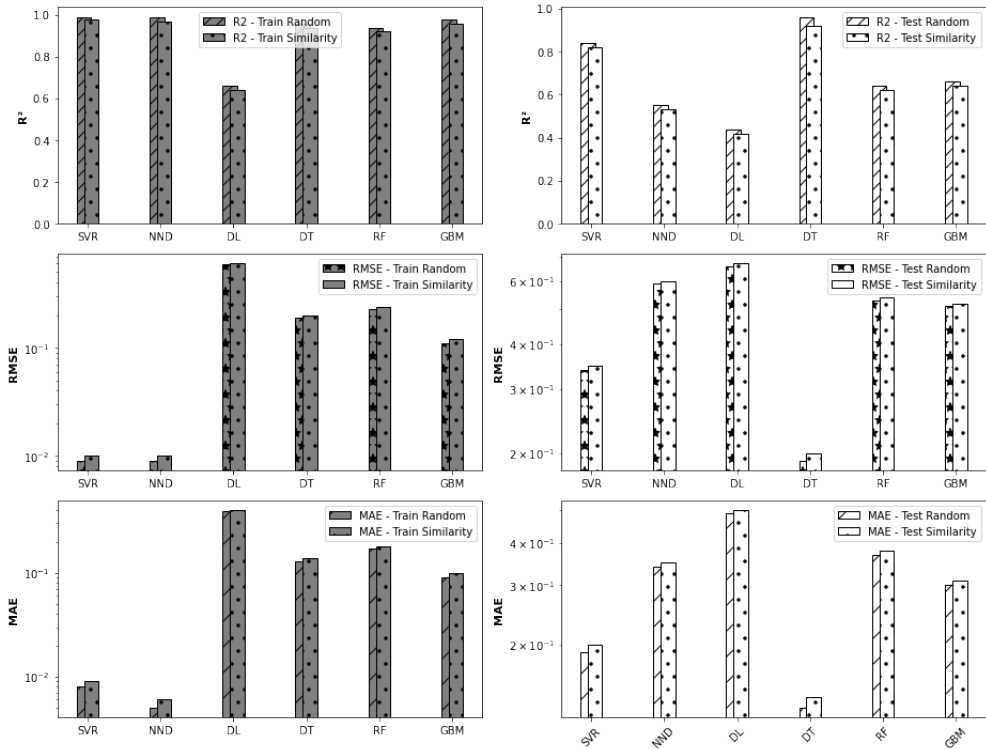 1.0
0.8
0.6
0.4
0.2
0.0
R²
R2 - Train Random
R2 - Train Similarity
SVR NND DL DT RF GBM
1.0
0.8
0.6
0.4
0.2
0.0
R²
R2 - Test Random
R2 - Test Similarity
SVR NND DL DT RF GBM
10⁻¹
10⁻²
RMSE
RMSE - Train Random
RMSE - Train Similarity
SVR NND DL DT RF GBM
6 × 10⁻¹
4 × 10⁻¹
3 × 10⁻¹
2 × 10⁻¹
RMSE
RMSE - Test Random
RMSE - Test Similarity
SVR NND DL DT RF GBM
10⁻¹
10⁻²
MAE
MAE - Train Random
MAE - Train Similarity
SVR NND DL DT RF GBM
4 × 10⁻¹
3 × 10⁻¹
2 × 10⁻¹
MAE
MAE - Test Random
MAE - Test Similarity
SVR NND DL DT RF GBM